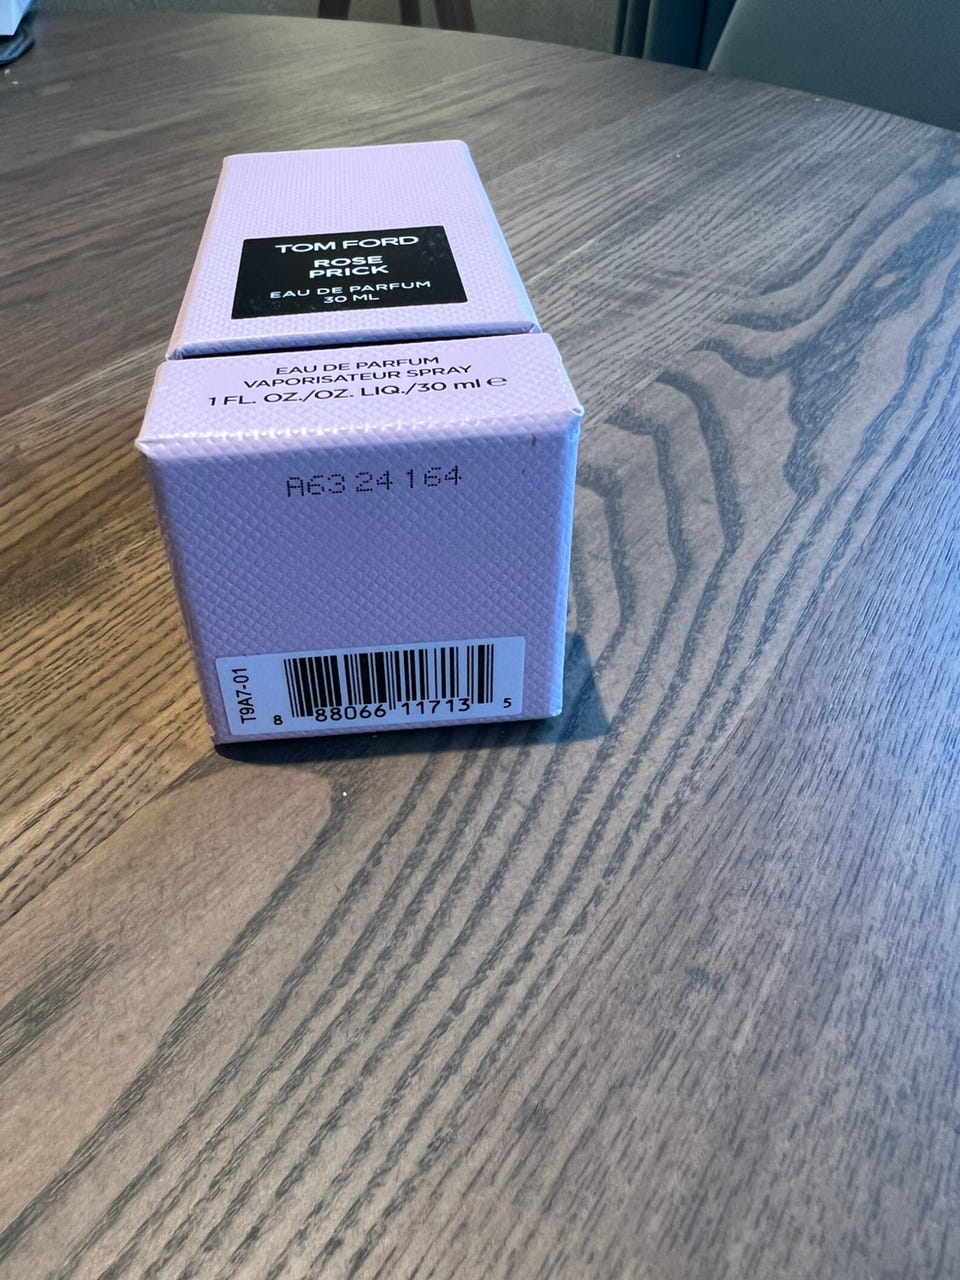 TOM FORD
ROSE
PRICK
EAU DE PARFUM
30 ML
EAU DE PARFUM
VAPORISATEUR SPRAY
1 FL. OZ./OZ. LIQ./30 ml ℮
A63 24 164
T9A7-01
8 88066 11713 5